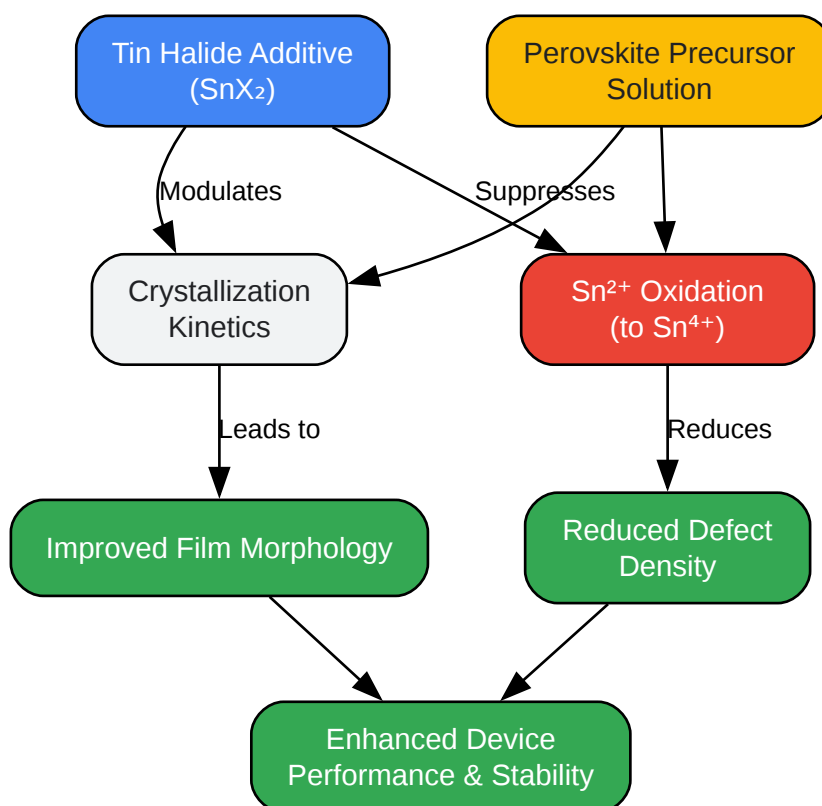 Tin Halide Additive
(SnX₂)
Perovskite Precursor
Solution
Modulates
Suppresses
Crystallization
Kinetics
Sn²⁺ Oxidation
(to Sn⁴⁺)
Leads to
Reduces
Improved Film Morphology
Reduced Defect
Density
Enhanced Device
Performance & Stability